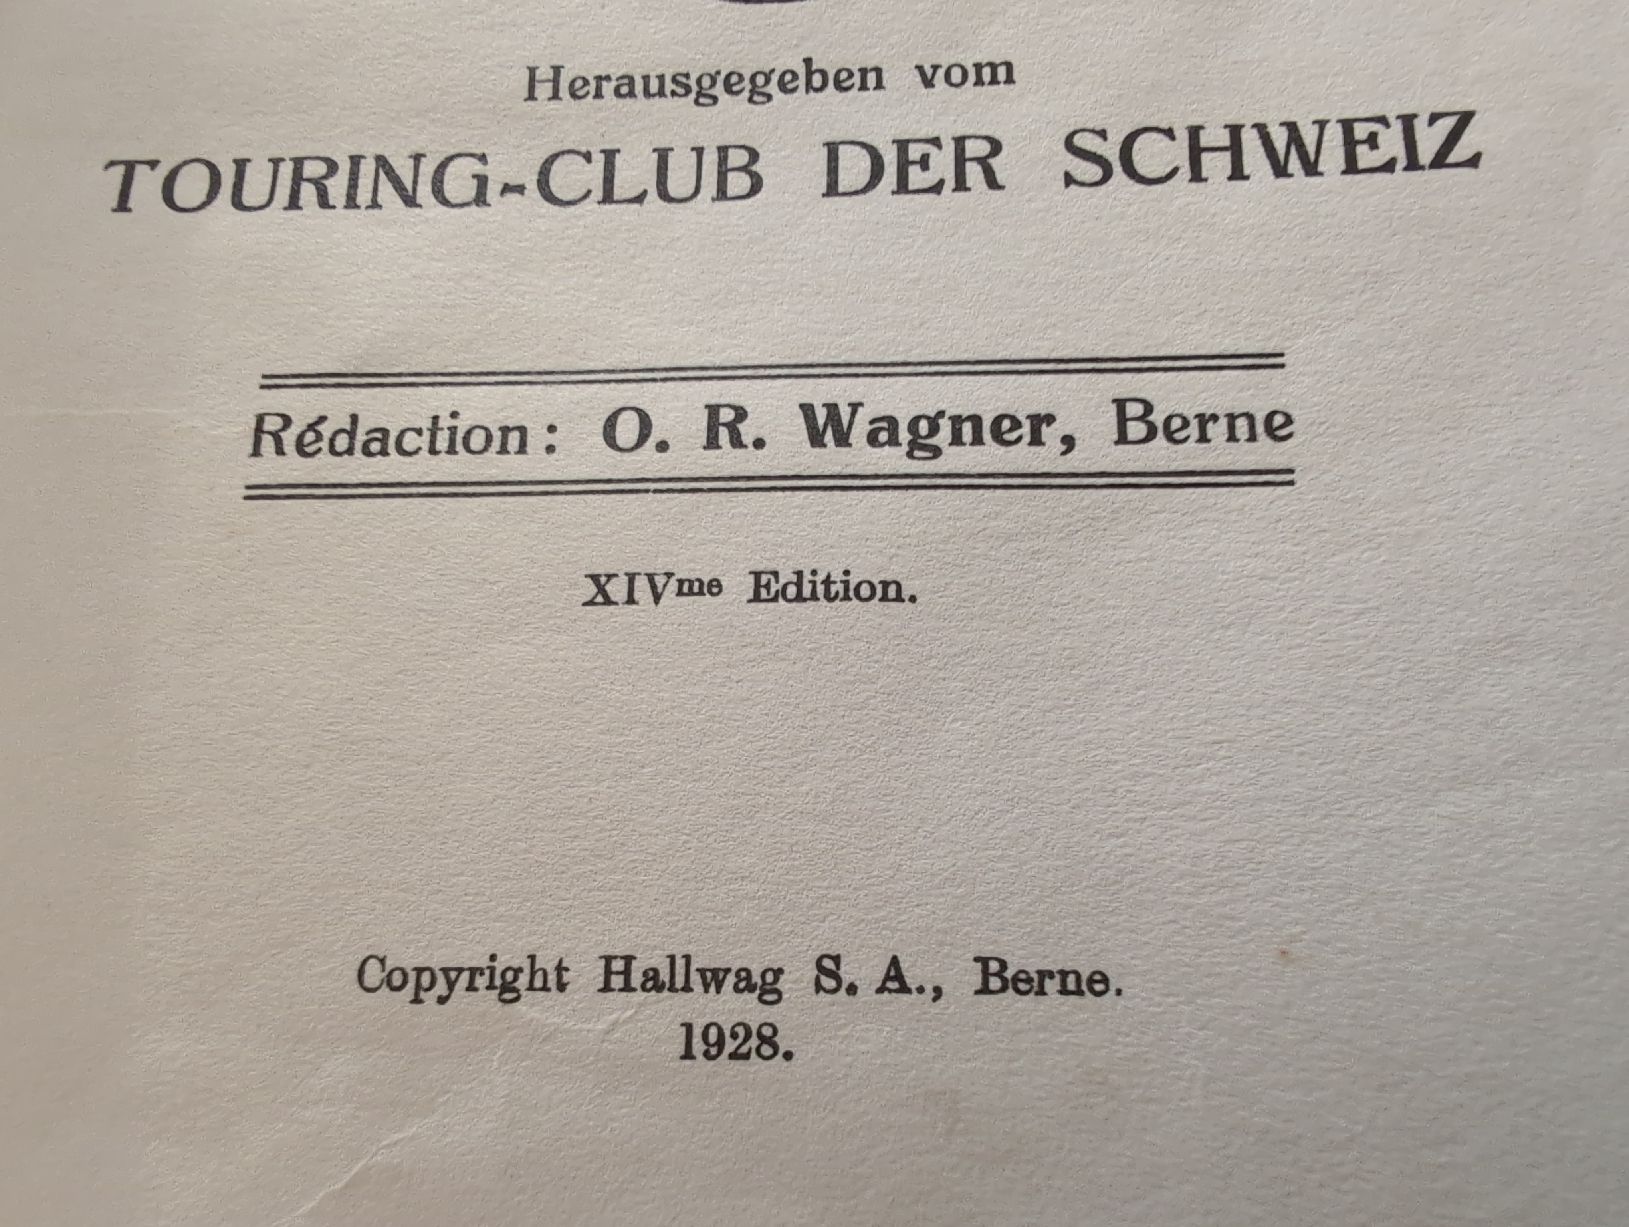 Herausgegeben vom
TOURING-CLUB DER SCHWEIZ
Rédaction: O. R. Wagner, Berne
XIVme Edition.
Copyright Hallwag S. A., Berne.
1928.